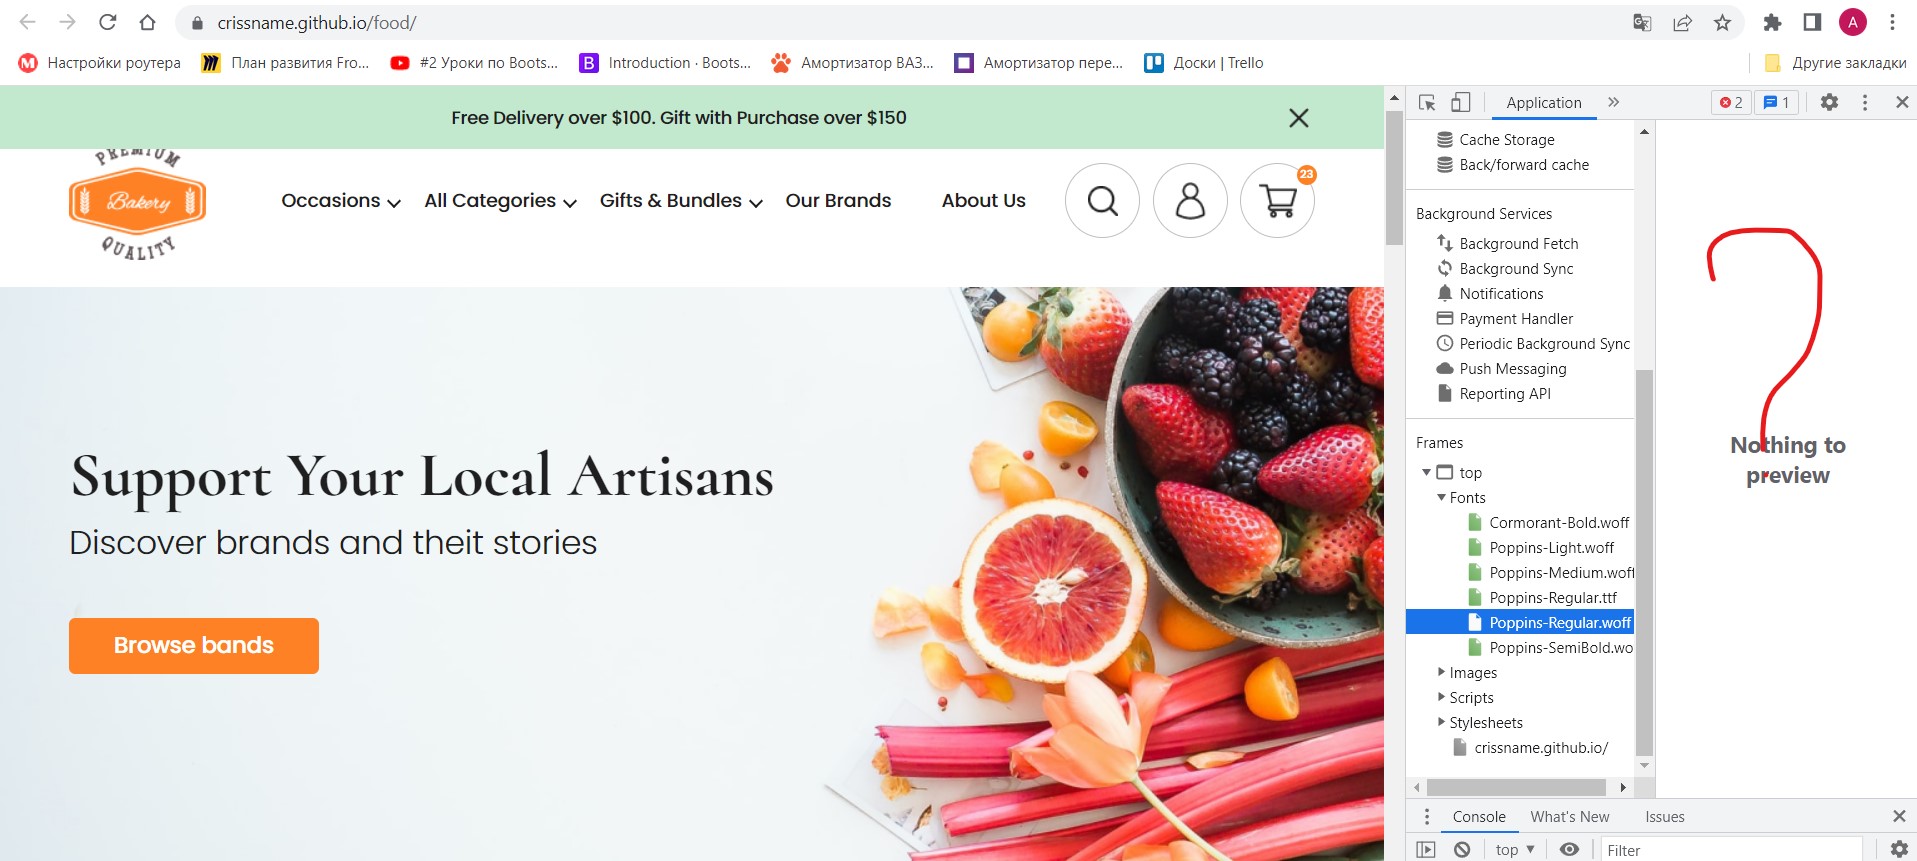 crissname.github.io/food/
A
Настройки роутера
План развития Fro...
#2 Уроки по Boots...
B
Introduction · Boots...
Амортизатор ВАЗ...
Амортизатор пере...
Доски | Trello
Другие закладки
Free Delivery over $100. Gift with Purchase over $150
PREMIUM
Bakery
QUALITY
Occasions
All Categories
Gifts & Bundles
Our Brands
About Us
23
Support Your Local Artisans
Discover brands and theit stories
Browse bands
Application
2
1
Cache Storage
Back/forward cache
Background Services
Background Fetch
Background Sync
Notifications
Payment Handler
Periodic Background Sync
Push Messaging
Reporting API
Frames
top
Fonts
Cormorant-Bold.woff
Poppins-Light.woff
Poppins-Medium.woff
Poppins-Regular.ttf
Poppins-Regular.woff
Poppins-SemiBold.wo
Images
Scripts
Stylesheets
crissname.github.io/
?
Nothing to
preview
Console
What's New
Issues
top
Filter